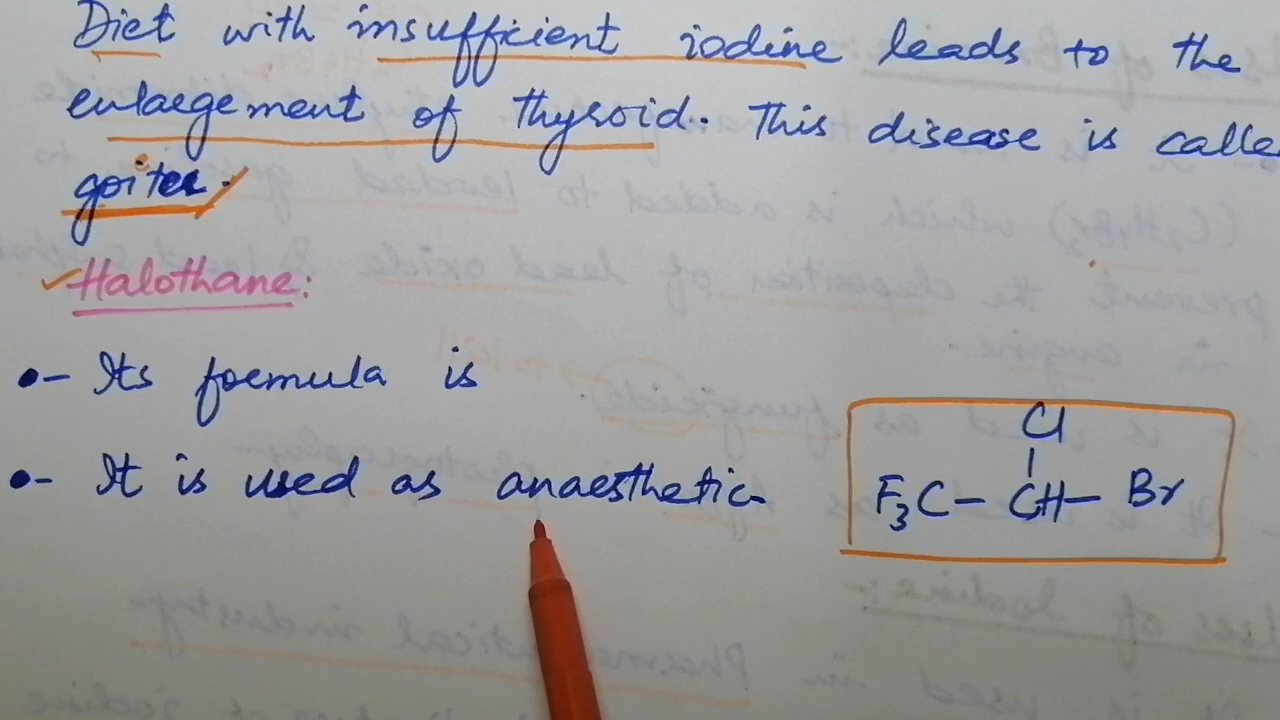 Diet with insufficient iodine leads to the
enlargement of thyroid. This disease is calle
goiter.
Halothane:
- Its formula is
- It is used as anaesthetic.
Cl
F₃C – CH – Br